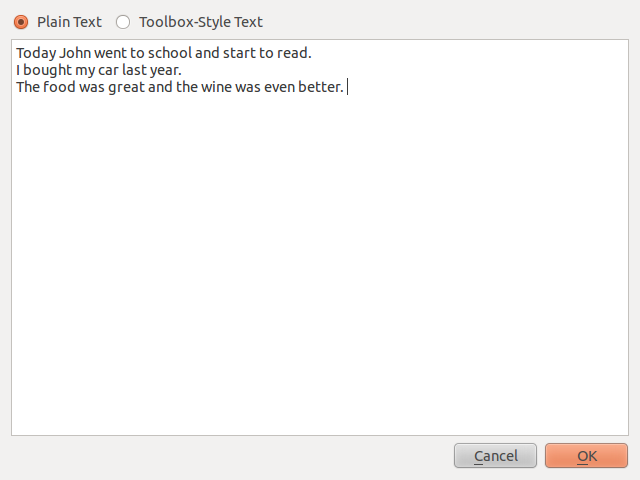 Plain Text Toolbox-Style Text
Today John went to school and start to read.
I bought my car last year.
The food was great and the wine was even better.
Cancel OK